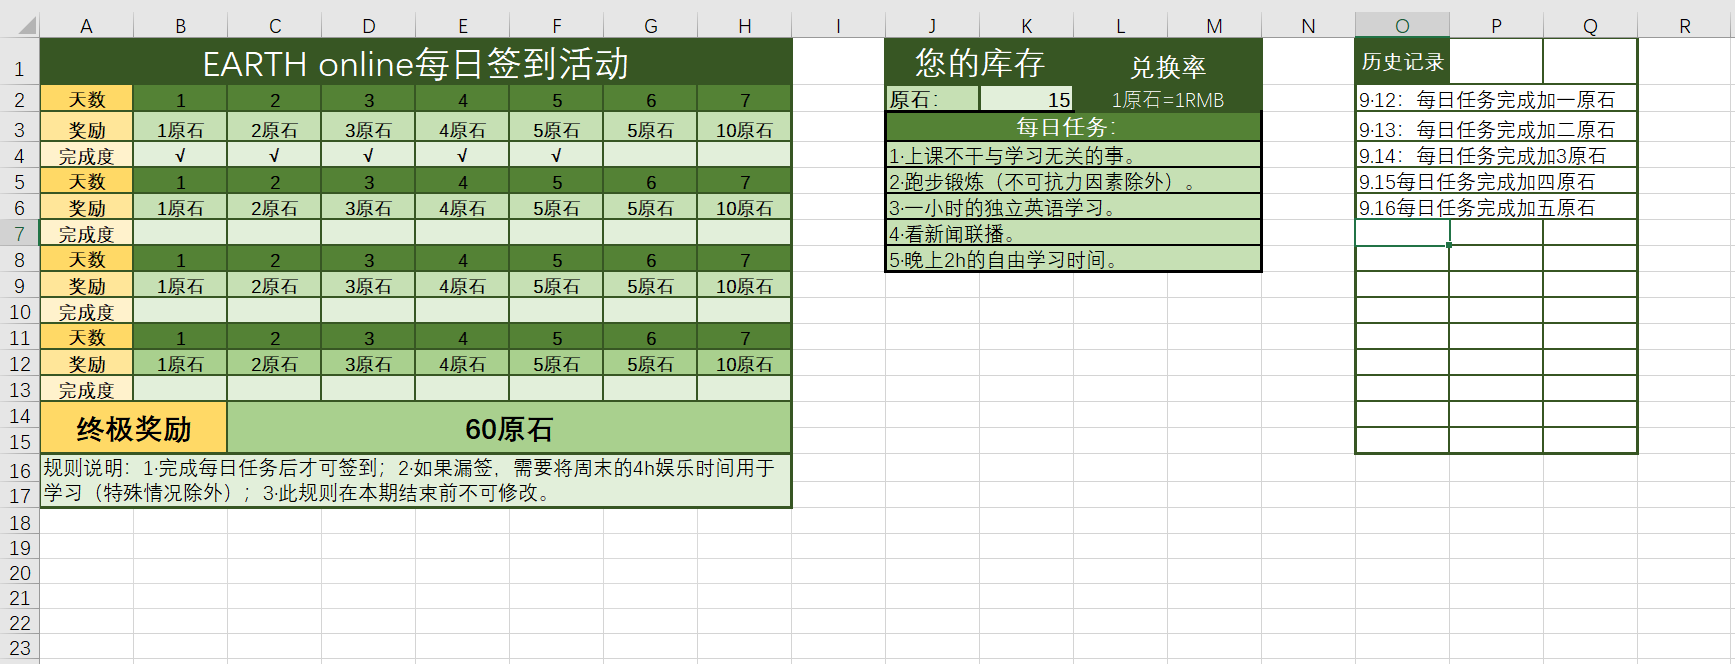 A B C D E F G H I J K L M N O P Q R
1 EARTH online每日签到活动 您的库存 兑换率 历史记录
2 天数 1 2 3 4 5 6 7 原石： 15 1原石=1RMB 9·12：每日任务完成加一原石
3 奖励 1原石 2原石 3原石 4原石 5原石 5原石 10原石 每日任务： 9·13：每日任务完成加二原石
4 完成度 √ √ √ √ √ 1·上课不干与学习无关的事。 9.14：每日任务完成加3原石
5 天数 1 2 3 4 5 6 7 2·跑步锻炼（不可抗力因素除外）。 9.15每日任务完成加四原石
6 奖励 1原石 2原石 3原石 4原石 5原石 5原石 10原石 3·一小时的独立英语学习。 9.16每日任务完成加五原石
7 完成度 4·看新闻联播。
8 天数 1 2 3 4 5 6 7 5·晚上2h的自由学习时间。
9 奖励 1原石 2原石 3原石 4原石 5原石 5原石 10原石
10 完成度
11 天数 1 2 3 4 5 6 7
12 奖励 1原石 2原石 3原石 4原石 5原石 5原石 10原石
13 完成度
14 终极奖励 60原石
15
16 规则说明：1·完成每日任务后才可签到；2·如果漏签，需要将周末的4h娱乐时间用于
17 学习（特殊情况除外）；3·此规则在本期结束前不可修改。
18
19
20
21
22
23